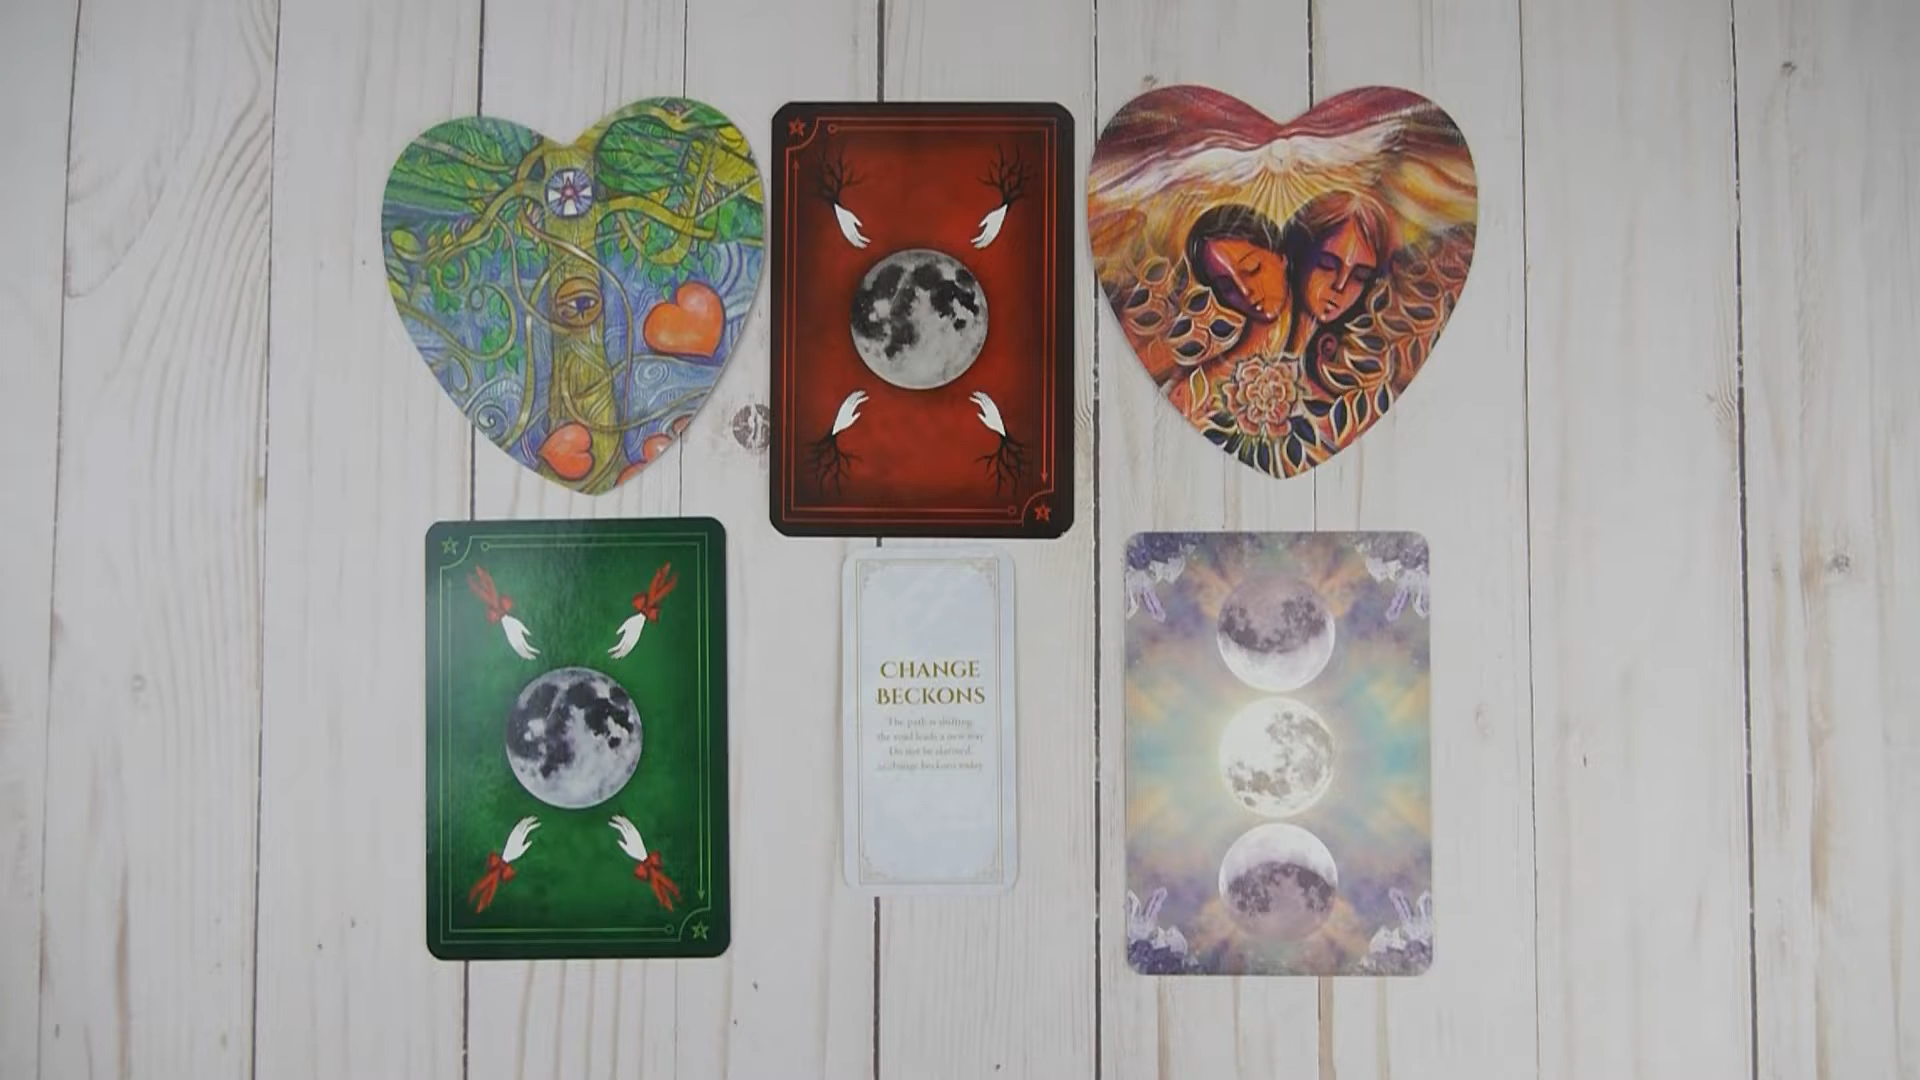 CHANGE
BECKONS
The path is shifting,
the road leads a new way
Do not be alarmed,
as change beckons today